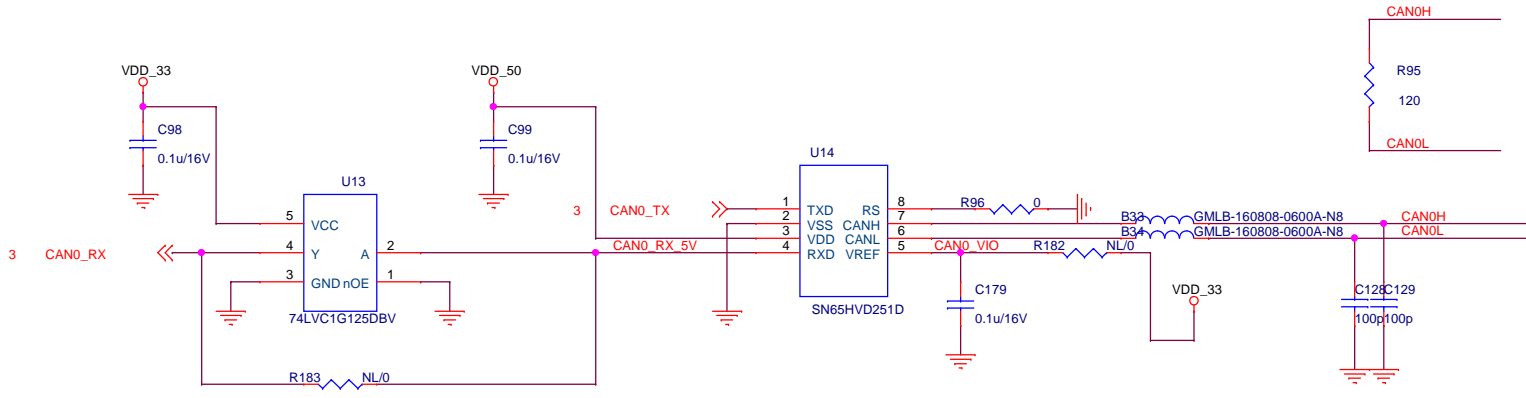 CAN0H
R95
120
CAN0L
VDD_33
C98
0.1u/16V
VDD_50
C99
0.1u/16V
U13
5
VCC
4
Y
A
2
3
GND
nOE
1
74LVC1G125DBV
3
CAN0_RX
R183
NL/0
3
CAN0_TX
CAN0_RX_5V
U14
1
TXD
RS
8
2
VSS
CANH
7
3
VDD
CANL
6
4
RXD
VREF
5
SN65HVD251D
R96
0
B33
GMLB-160808-0600A-N8
CAN0H
B34
GMLB-160808-0600A-N8
CAN0L
CAN0_VIO
R182
NL/0
C179
0.1u/16V
VDD_33
C128
C129
100p
100p